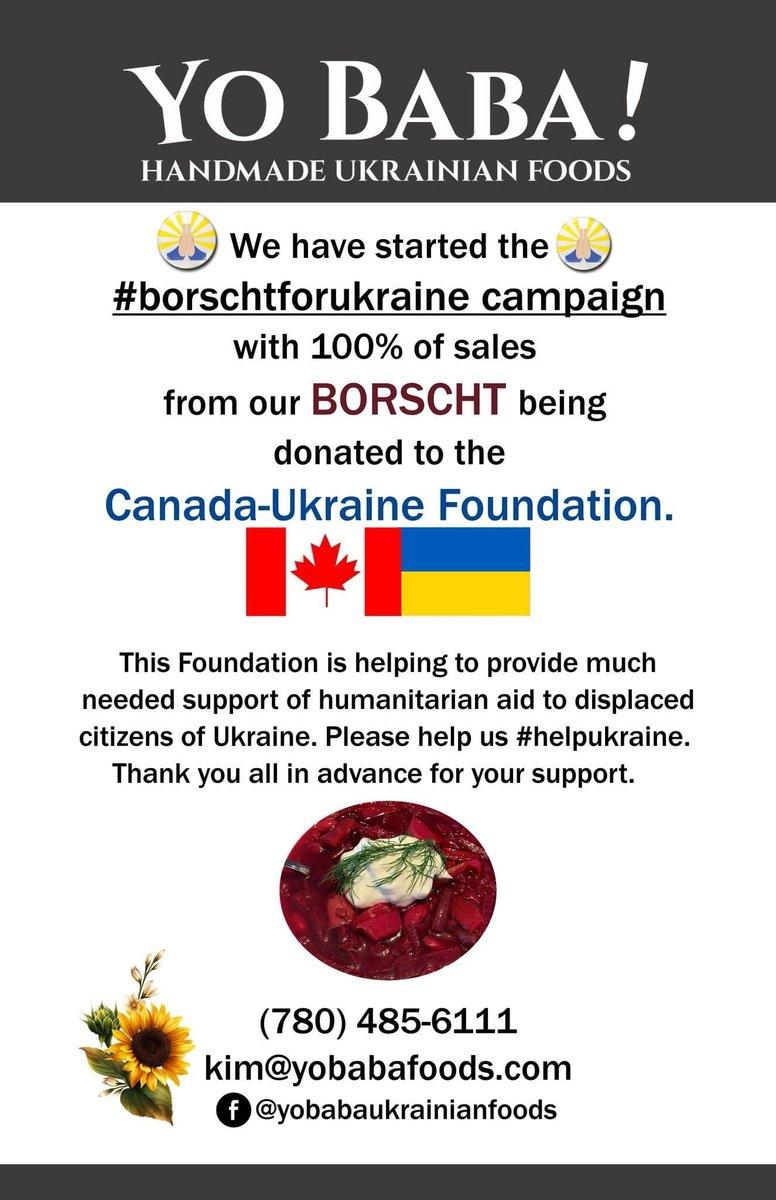 YO BABA!
HANDMADE UKRAINIAN FOODS
We have started the
#borschtforukraine campaign
with 100% of sales
from our BORSCHT being
donated to the
Canada-Ukraine Foundation.
This Foundation is helping to provide much
needed support of humanitarian aid to displaced
citizens of Ukraine. Please help us #helpukraine.
Thank you all in advance for your support.
(780) 485-6111
kim@yobabafoods.com
f @yobabaukrainianfoods